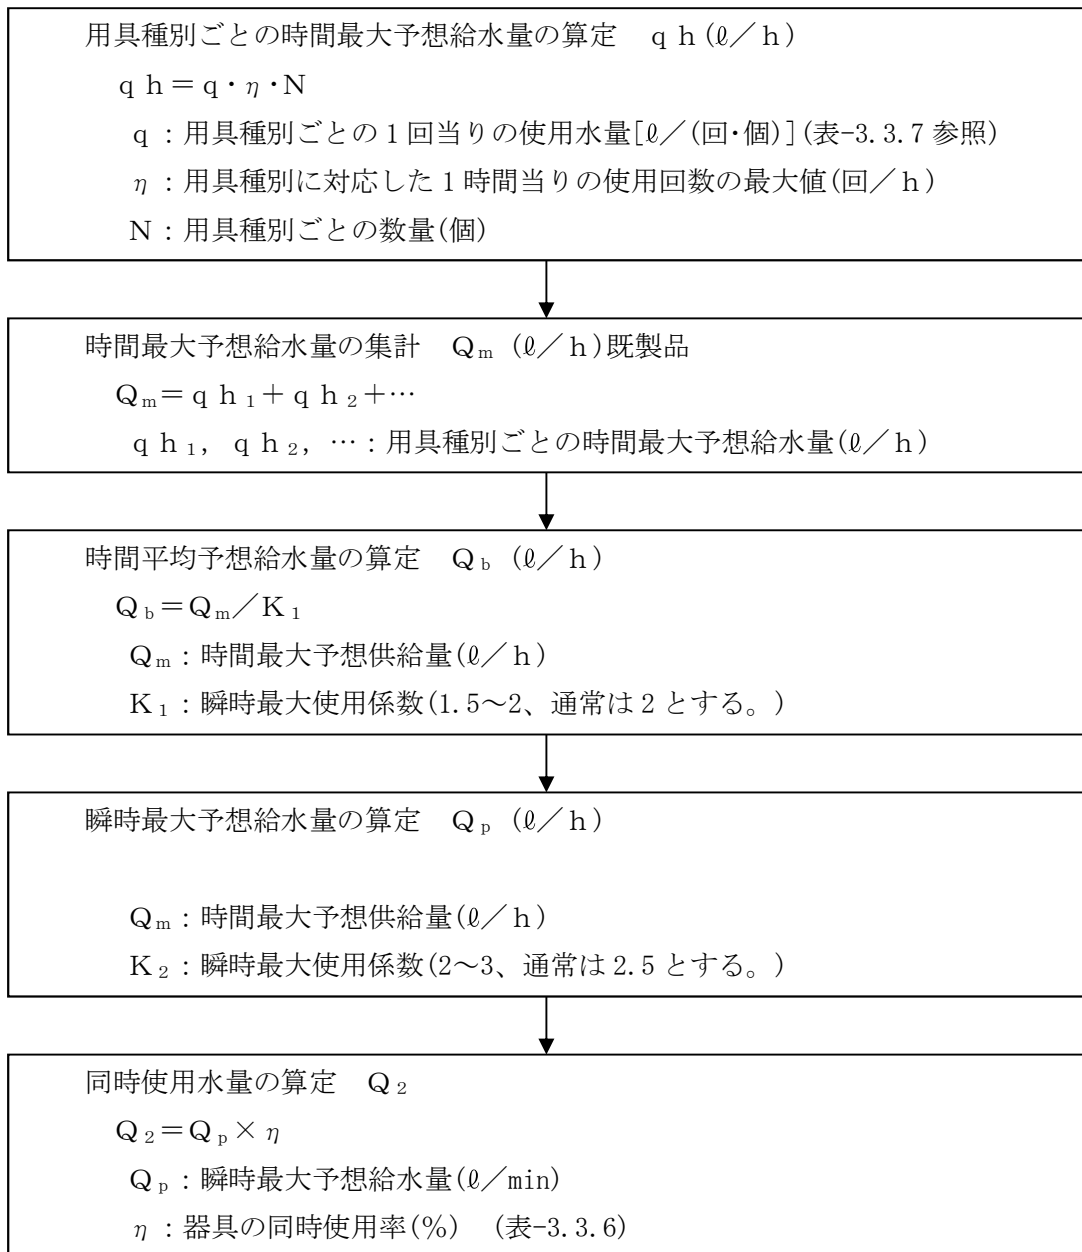 用具種別ごとの時間最大予想給水量の算定　ｑｈ(ℓ／ｈ)
ｑｈ＝ｑ・η・Ｎ
ｑ：用具種別ごとの1回当りの使用水量[ℓ／(回・個)](表-3.3.7参照)
η：用具種別に対応した1時間当りの使用回数の最大値(回／ｈ)
Ｎ：用具種別ごとの数量(個)
時間最大予想給水量の集計　Ｑm (ℓ／ｈ)既製品
Ｑm＝ｑｈ1＋ｑｈ2＋…
ｑｈ1, ｑｈ2, …：用具種別ごとの時間最大予想給水量(ℓ／ｈ)
時間平均予想給水量の算定　Ｑb (ℓ／ｈ)
Ｑb＝Ｑm／Ｋ1
Ｑm：時間最大予想供給量(ℓ／ｈ)
Ｋ1：瞬時最大使用係数(1.5～2、通常は2とする。)
瞬時最大予想給水量の算定　Ｑp (ℓ／ｈ)
Ｑm：時間最大予想供給量(ℓ／ｈ)
Ｋ2：瞬時最大使用係数(2～3、通常は2.5とする。)
同時使用水量の算定　Ｑ2
Ｑ2＝Ｑp×η
Ｑp：瞬時最大予想給水量(ℓ／min)
η：器具の同時使用率(％)　(表-3.3.6)